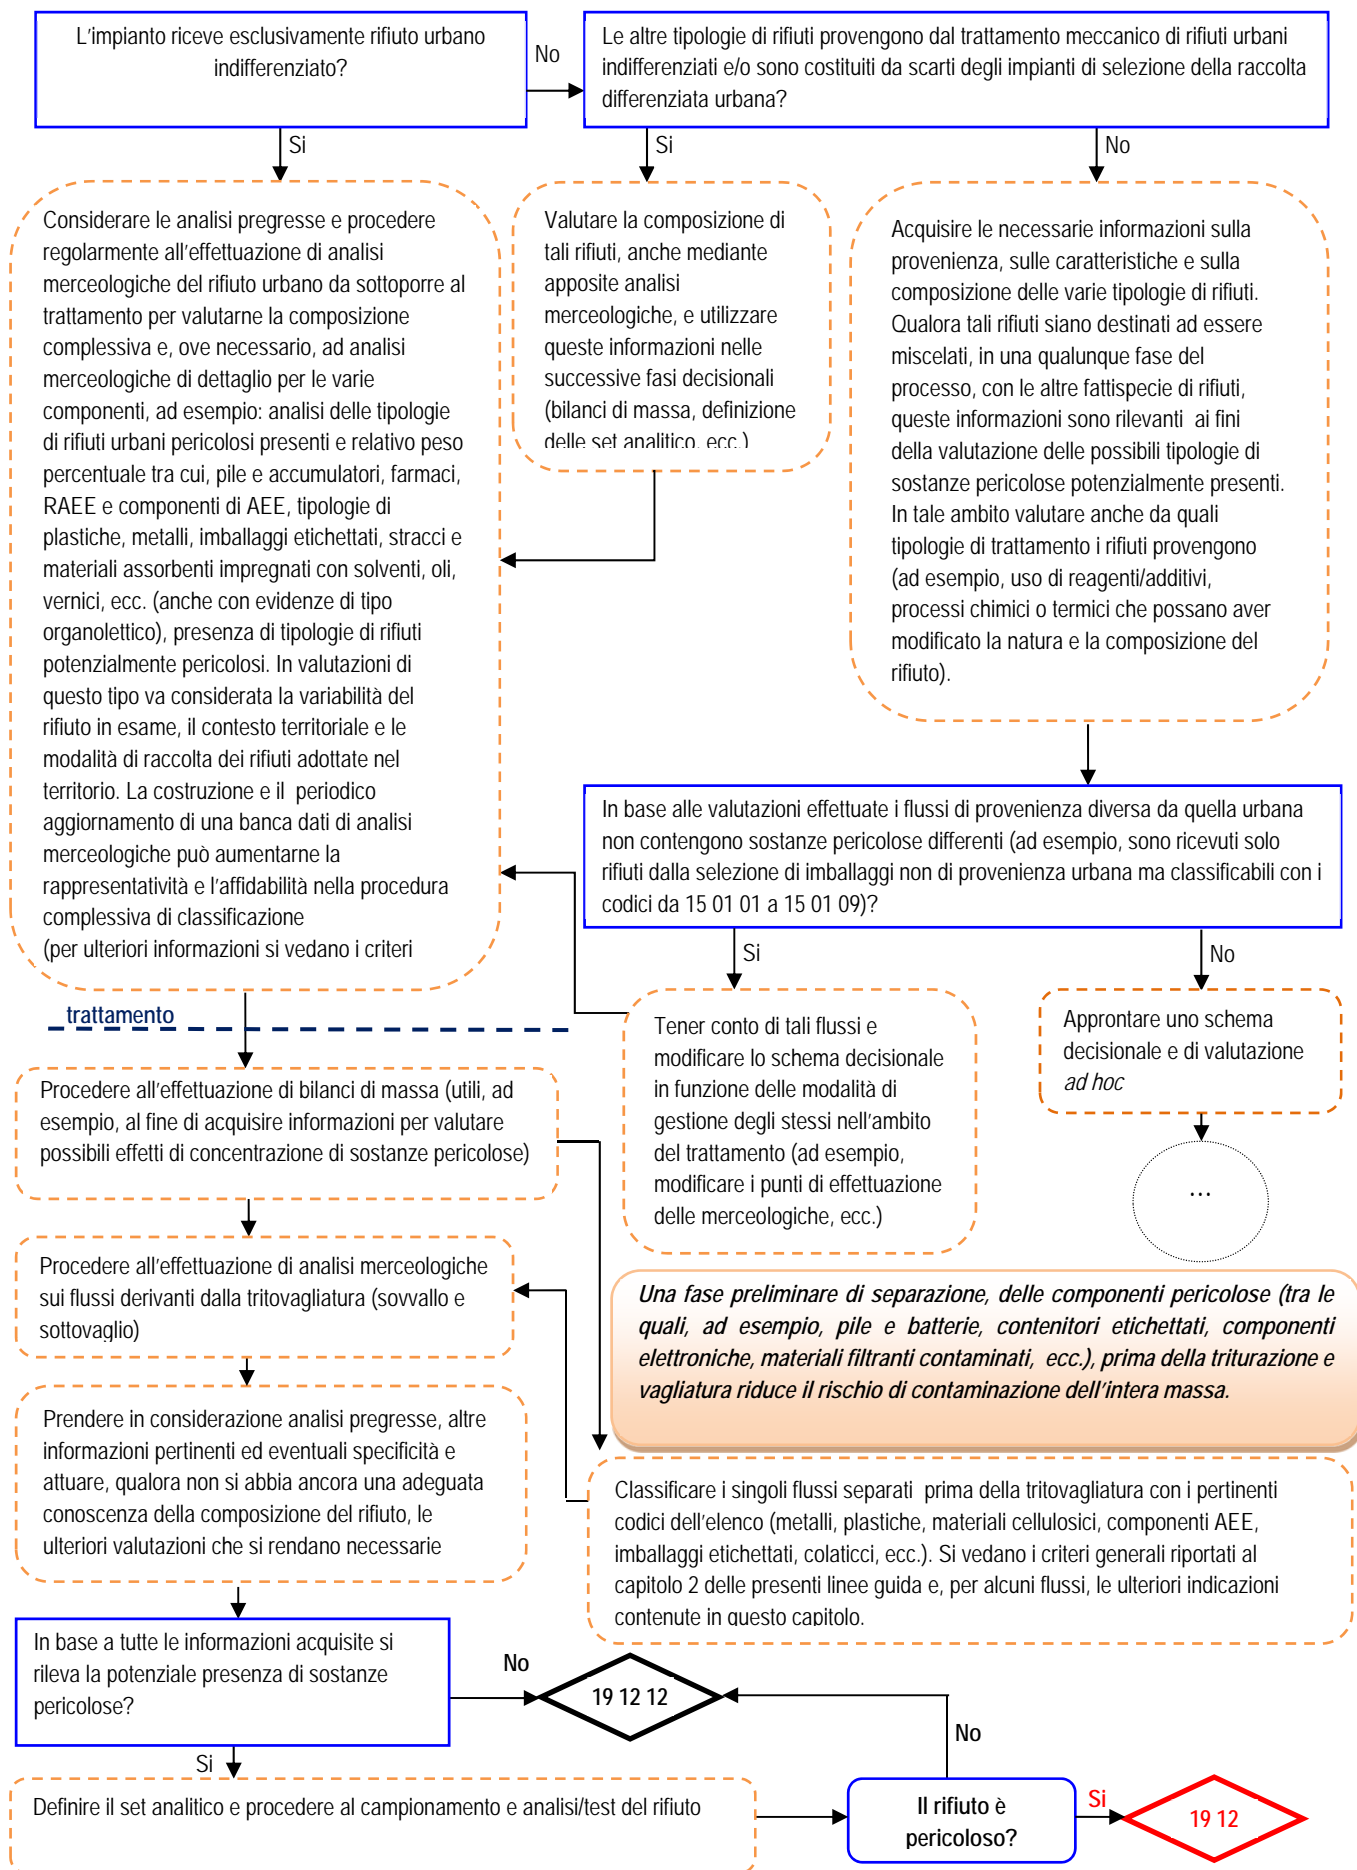 L'impianto riceve esclusivamente rifiuto urbano
indifferenziato?
No
Le altre tipologie di rifiuti provengono dal trattamento meccanico di rifiuti urbani
indifferenziati e/o sono costituiti da scarti degli impianti di selezione della raccolta
differenziata urbana?
Si
Si
No
Considerare le analisi pregresse e procedere
regolarmente all'effettuazione di analisi
merceologiche del rifiuto urbano da sottoporre al
trattamento per valutarne la composizione
complessiva e, ove necessario, ad analisi
merceologiche di dettaglio per le varie
componenti, ad esempio: analisi delle tipologie
di rifiuti urbani pericolosi presenti e relativo peso
percentuale tra cui, pile e accumulatori, farmaci,
RAEE e componenti di AEE, tipologie di
plastiche, metalli, imballaggi etichettati, stracci e
materiali assorbenti impregnati con solventi, oli,
vernici, ecc. (anche con evidenze di tipo
organolettico), presenza di tipologie di rifiuti
potenzialmente pericolosi. In valutazioni di
questo tipo va considerata la variabilità del
rifiuto in esame, il contesto territoriale e le
modalità di raccolta dei rifiuti adottate nel
territorio. La costruzione e il periodico
aggiornamento di una banca dati di analisi
merceologiche può aumentarne la
rappresentatività e l'affidabilità nella procedura
complessiva di classificazione
(per ulteriori informazioni si vedano i criteri
Valutare la composizione di
tali rifiuti, anche mediante
apposite analisi
merceologiche, e utilizzare
queste informazioni nelle
successive fasi decisionali
(bilanci di massa, definizione
delle set analitico, ecc.)
Acquisire le necessarie informazioni sulla
provenienza, sulle caratteristiche e sulla
composizione delle varie tipologie di rifiuti.
Qualora tali rifiuti siano destinati ad essere
miscelati, in una qualunque fase del
processo, con le altre fattispecie di rifiuti,
queste informazioni sono rilevanti ai fini
della valutazione delle possibili tipologie di
sostanze pericolose potenzialmente presenti.
In tale ambito valutare anche da quali
tipologie di trattamento i rifiuti provengono
(ad esempio, uso di reagenti/additivi,
processi chimici o termici che possano aver
modificato la natura e la composizione del
rifiuto).
In base alle valutazioni effettuate i flussi di provenienza diversa da quella urbana
non contengono sostanze pericolose differenti (ad esempio, sono ricevuti solo
rifiuti dalla selezione di imballaggi non di provenienza urbana ma classificabili con i
codici da 15 01 01 a 15 01 09)?
Si
No
trattamento
Tener conto di tali flussi e
modificare lo schema decisionale
in funzione delle modalità di
gestione degli stessi nell'ambito
del trattamento (ad esempio,
modificare i punti di effettuazione
delle merceologiche, ecc.)
Approntare uno schema
decisionale e di valutazione
ad hoc
...
Procedere all'effettuazione di bilanci di massa (utili, ad
esempio, al fine di acquisire informazioni per valutare
possibili effetti di concentrazione di sostanze pericolose)
Procedere all'effettuazione di analisi merceologiche
sui flussi derivanti dalla tritovagliatura (sovvallo e
sottovaglio)
Una fase preliminare di separazione, delle componenti pericolose (tra le
quali, ad esempio, pile e batterie, contenitori etichettati, componenti
elettroniche, materiali filtranti contaminati, ecc.), prima della triturazione e
vagliatura riduce il rischio di contaminazione dell'intera massa.
Prendere in considerazione analisi pregresse, altre
informazioni pertinenti ed eventuali specificità e
attuare, qualora non si abbia ancora una adeguata
conoscenza della composizione del rifiuto, le
ulteriori valutazioni che si rendano necessarie
Classificare i singoli flussi separati prima della tritovagliatura con i pertinenti
codici dell'elenco (metalli, plastiche, materiali cellulosici, componenti AEE,
imballaggi etichettati, colaticci, ecc.). Si vedano i criteri generali riportati al
capitolo 2 delle presenti linee guida e, per alcuni flussi, le ulteriori indicazioni
contenute in questo capitolo.
In base a tutte le informazioni acquisite si
rileva la potenziale presenza di sostanze
pericolose?
No
19 12 12
No
Si
Definire il set analitico e procedere al campionamento e analisi/test del rifiuto
Il rifiuto è
pericoloso?
Si
19 12